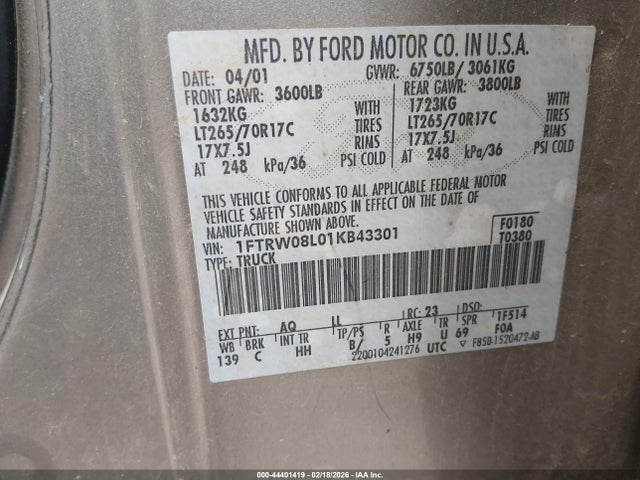 MFD. BY FORD MOTOR CO. IN U.S.A.
DATE: 04/01 GVWR: 6750LB/ 3061KG
FRONT GAWR: 3600LB REAR GAWR: 3800LB
1632KG WITH 1723KG WITH
LT265/70R17C TIRES LT265/70R17C TIRES
17X7.5J RIMS 17X7.5J RIMS
AT 248 kPa/36 PSI COLD AT 248 kPa/36 PSI COLD
THIS VEHICLE CONFORMS TO ALL APPLICABLE FEDERAL MOTOR
VEHICLE SAFETY STANDARDS IN EFFECT ON THE DATE OF
MANUFACTURE SHOWN ABOVE.
VIN: 1FTRW08L01KB43301 F0180
TYPE: TRUCK T0380
EXT PNT: AQ LL RC: 23 DSO:
WB BRK INT TR TP/PS R AXLE TR SPR 1F514
139 C HH B/ 5 H9 U 69 F0A
2200104241276 UTC ▽ F85B-1520472-AB
000-44401419 | 02/18/2026 - IAA Inc.